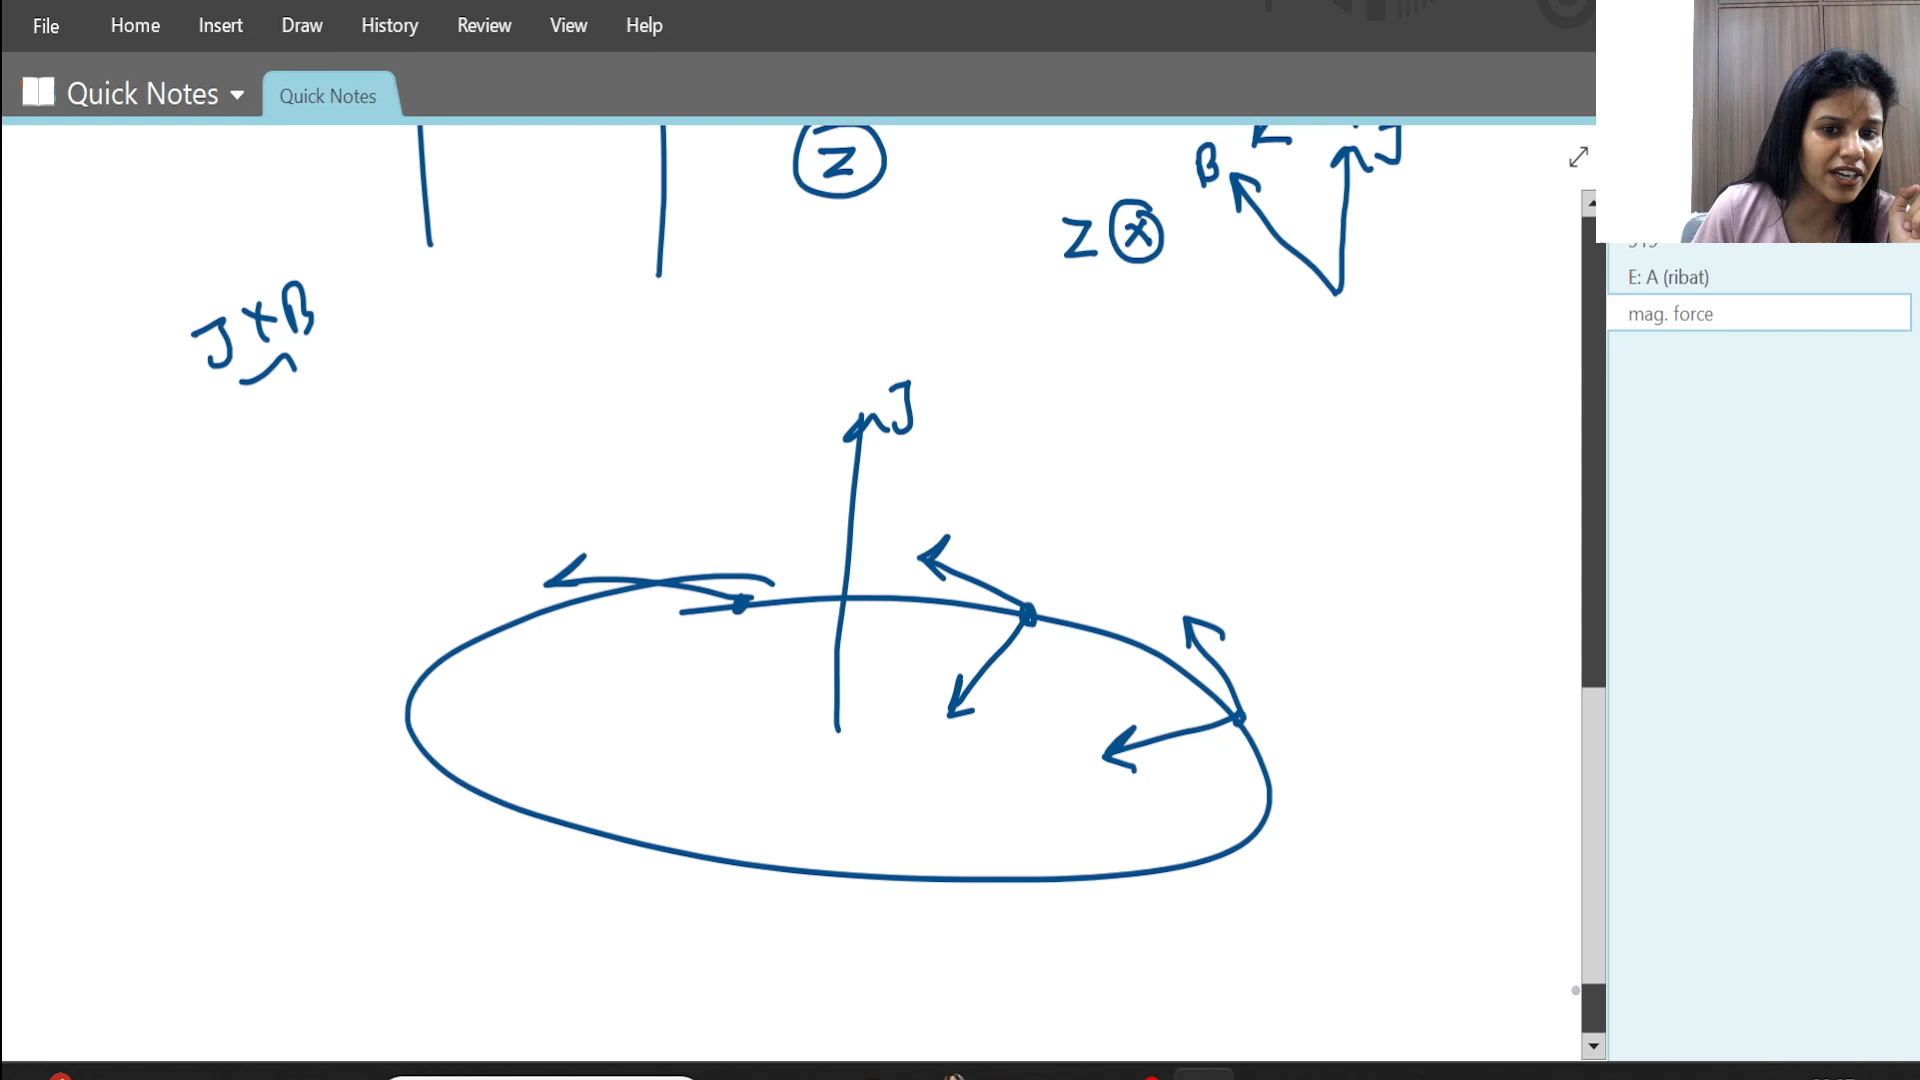 File Home Insert Draw History Review View Help
Quick Notes Quick Notes
Z
B
J
Z
E: A (ribat)
mag. force
J x B
J